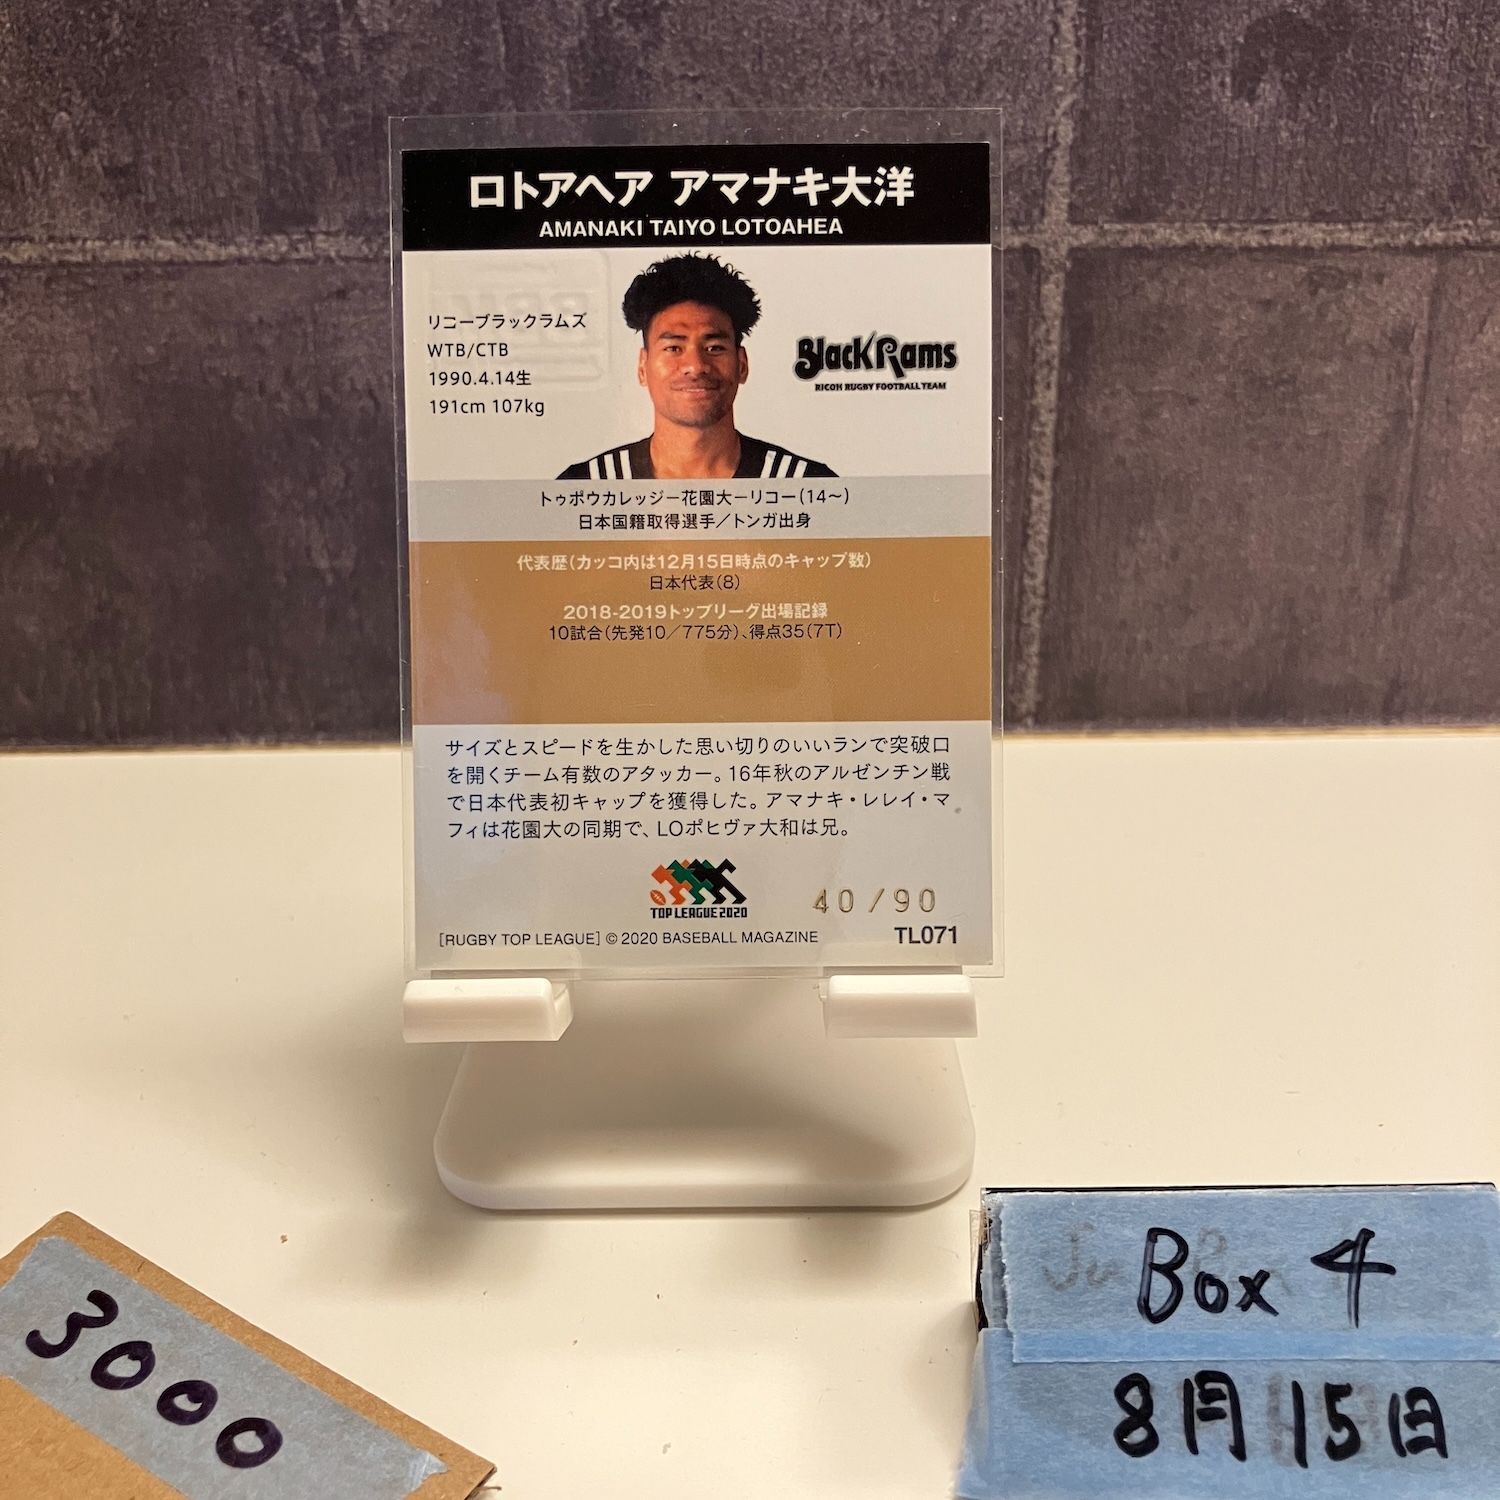 ロトアヘア アマナキ大洋
AMANAKI TAIYO LOTOAHEA
リコーブラックラムズ
WTB/CTB
1990.4.14生
191cm 107kg
Black Rams
RICOH RUGBY FOOTBALL TEAM
トゥポウカレッジー花園大ーリコー(14〜)
日本国籍取得選手／トンガ出身
代表歴(カッコ内は12月15日時点のキャップ数)
日本代表(8)
2018-2019トップリーグ出場記録
10試合(先発10／775分)、得点35(7T)
サイズとスピードを生かした思い切りのいいランで突破口
を開くチーム有数のアタッカー。16年秋のアルゼンチン戦
で日本代表初キャップを獲得した。アマナキ・レレイ・マ
フィは花園大の同期で、LOポヒヴァ大和は兄。
TOP LEAGUE 2020
40/90
[RUGBY TOP LEAGUE] © 2020 BASEBALL MAGAZINE
TL071
3000
Box 4
8月15日